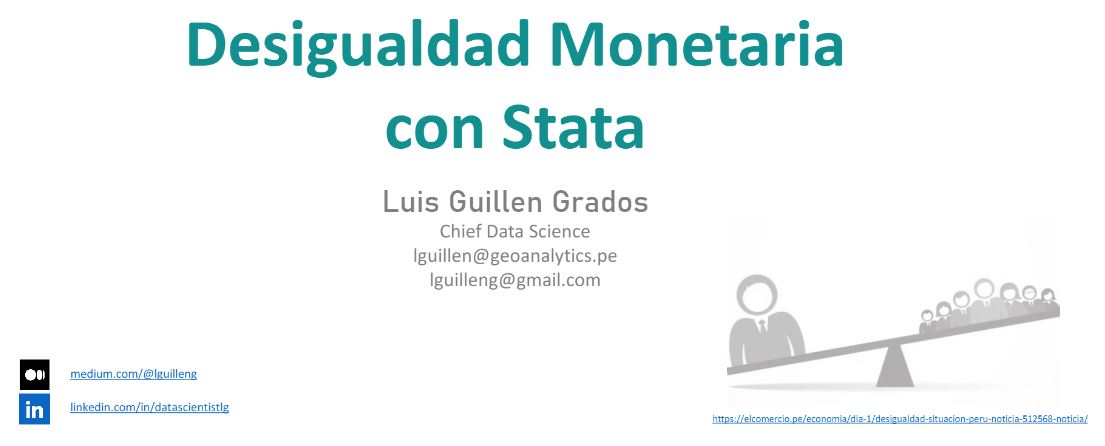 Desigualdad Monetaria
con Stata
Luis Guillen Grados
Chief Data Science
lguillen@geoanalytics.pe
lguilleng@gmail.com
medium.com/@lguilleng
in
linkedin.com/in/datascientistlg
https://elcomercio.pe/economia/dia-1/desigualdad-situacion-peru-noticia-512568-noticia/